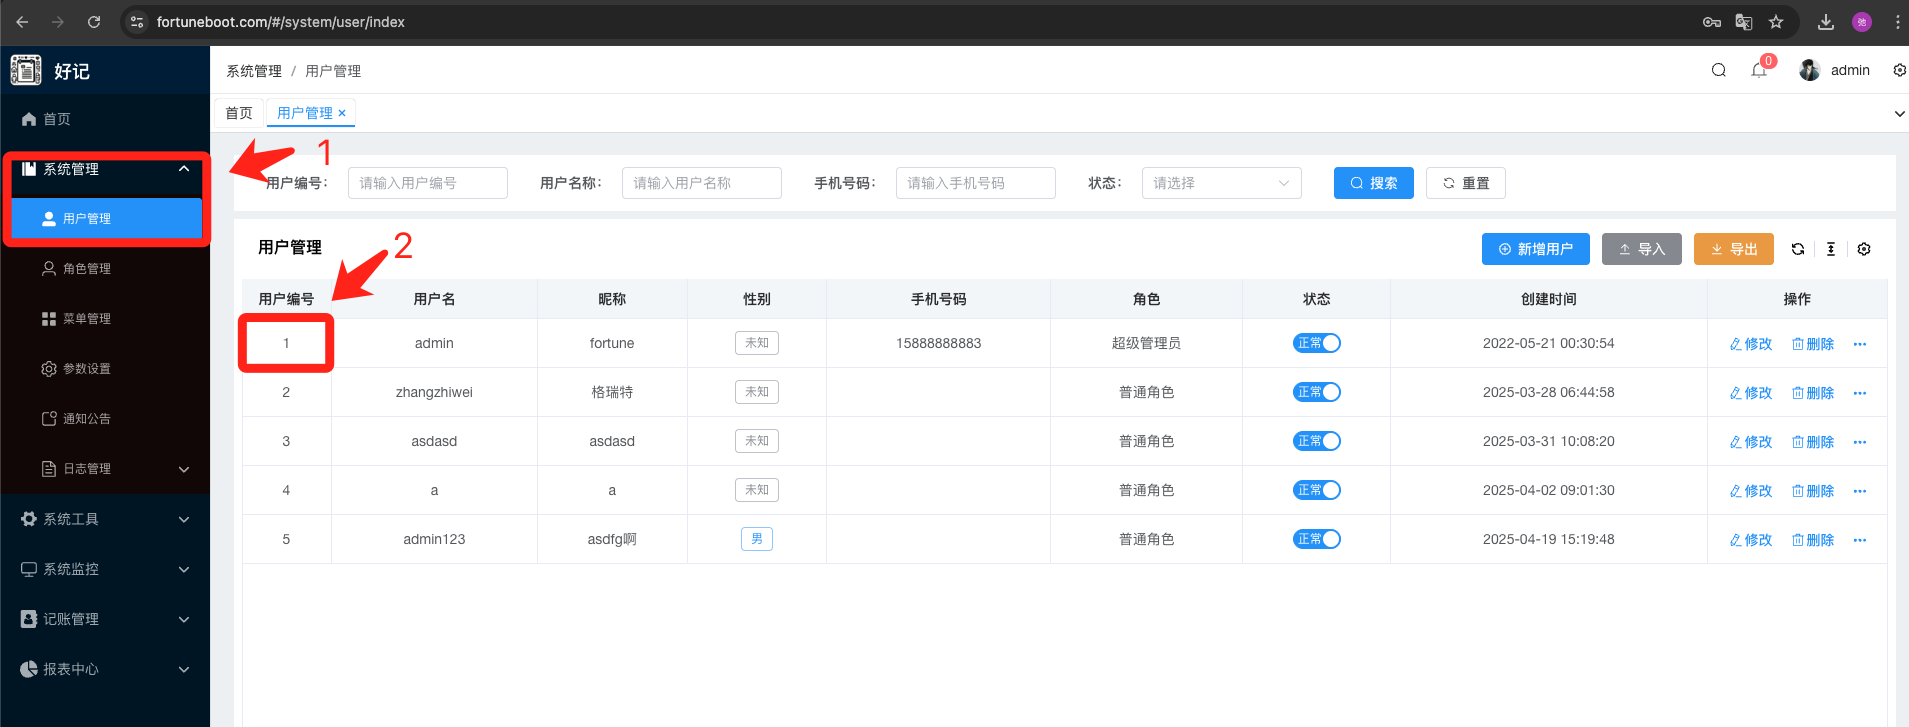 fortuneboot.com/#/system/user/index
好记
系统管理 / 用户管理
0
admin
首页
用户管理 ×
首页
系统管理
用户管理
角色管理
菜单管理
参数设置
通知公告
日志管理
系统工具
系统监控
记账管理
报表中心
1
用户编号： 请输入用户编号 用户名称： 请输入用户名称 手机号码： 请输入手机号码 状态： 请选择 搜索 重置
2
用户管理 新增用户 导入 导出
用户编号 用户名 昵称 性别 手机号码 角色 状态 创建时间 操作
1 admin fortune 未知 15888888883 超级管理员 正常 2022-05-21 00:30:54 修改 删除 ···
2 zhangzhiwei 格瑞特 未知 普通角色 正常 2025-03-28 06:44:58 修改 删除 ···
3 asdasd asdasd 未知 普通角色 正常 2025-03-31 10:08:20 修改 删除 ···
4 a a 未知 普通角色 正常 2025-04-02 09:01:30 修改 删除 ···
5 admin123 asdfg啊 男 普通角色 正常 2025-04-19 15:19:48 修改 删除 ···